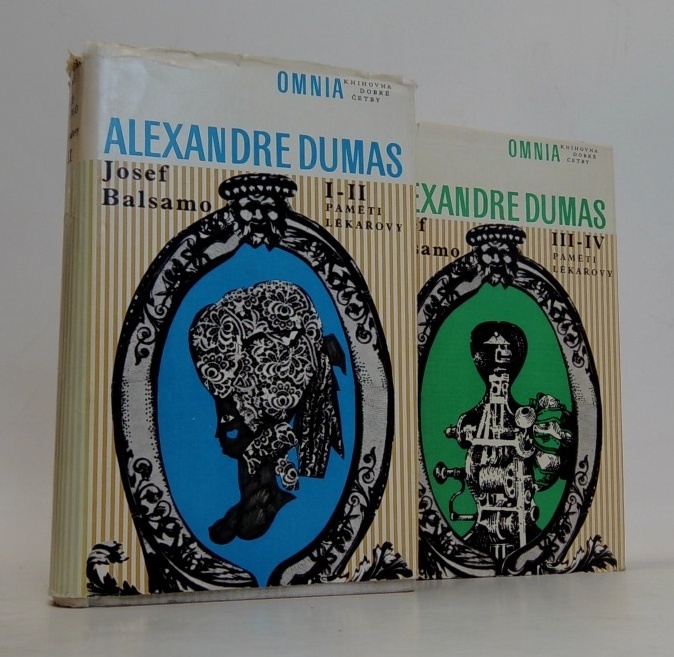 OMNIA KNIHOVNA
DOBRÉ
ČETBY
ALEXANDRE DUMAS
Josef
Balsamo
I-II
PAMĚTI
LÉKAŘOVY
OMNIA KNIHOVNA
DOBRÉ
ČETBY
EXANDRE DUMAS
f
samo
III-IV
PAMĚTI
LÉKAŘOVY